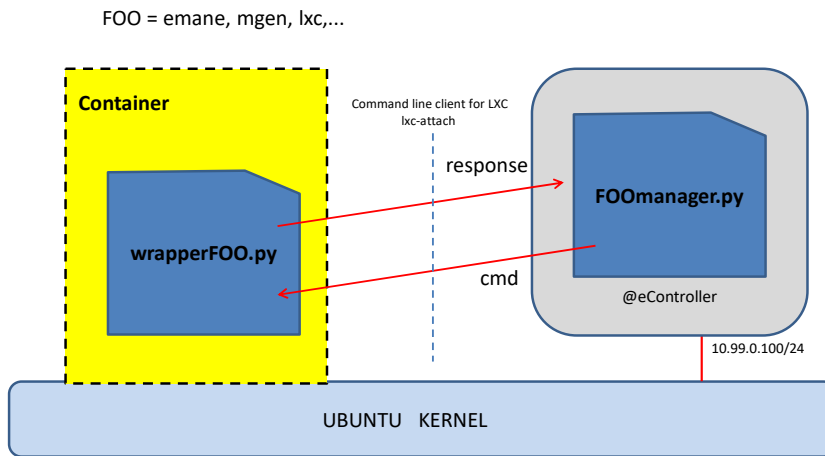 FOO = emane, mgen, lxc,...
Container
Command line client for LXC
lxc-attach
response
FOOmanager.py
wrapperFOO.py
cmd
@eController
10.99.0.100/24
UBUNTU KERNEL